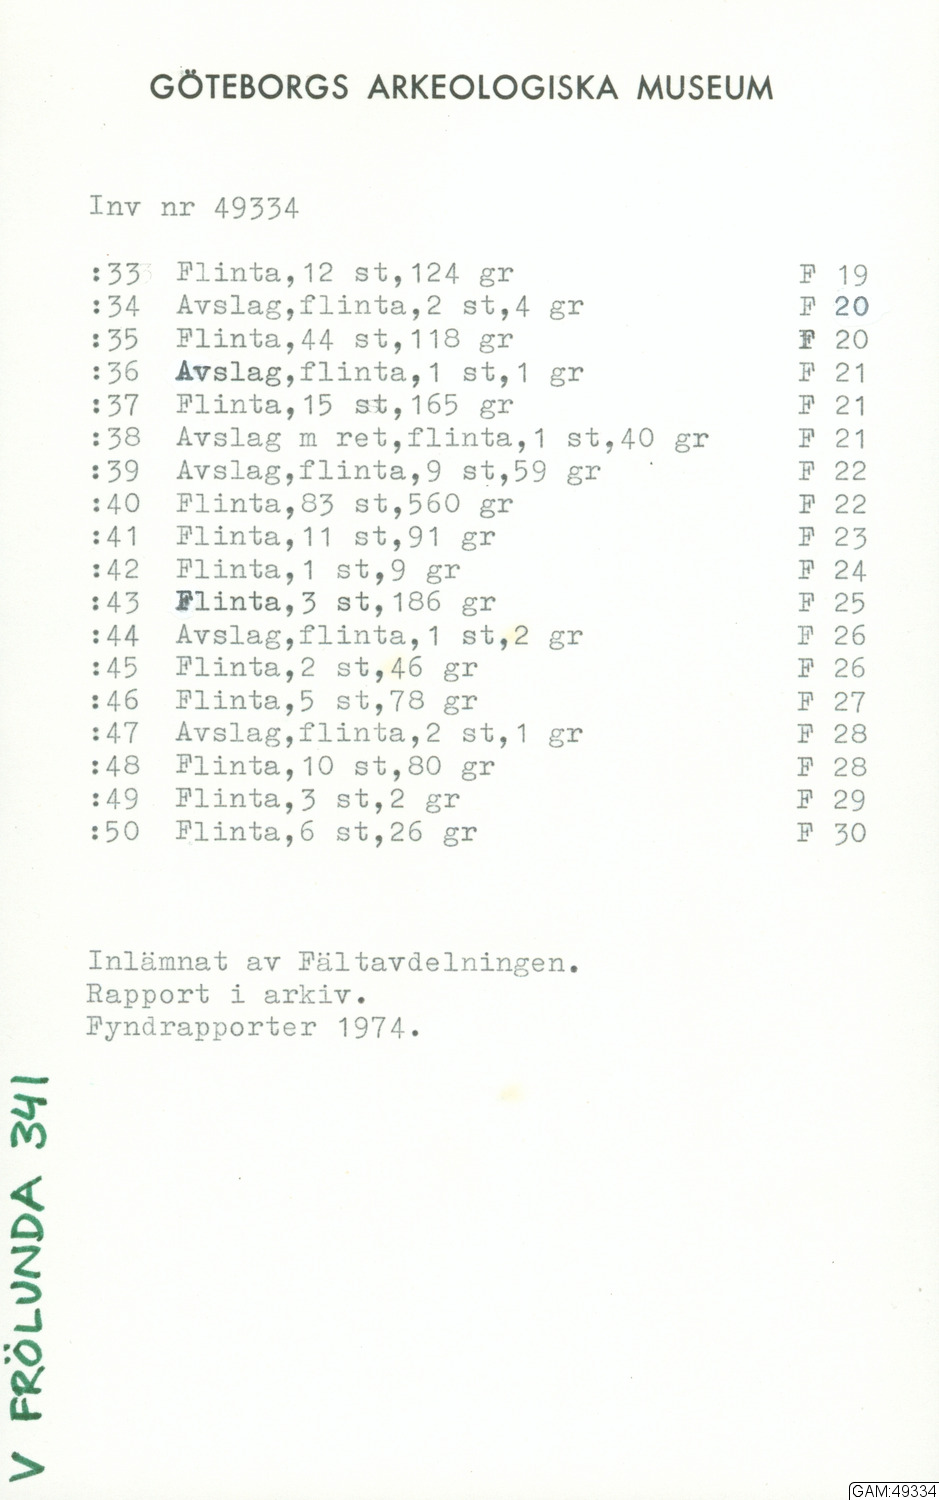 GÖTEBORGS ARKEOLOGISKA MUSEUM
Inv nr 49334
:33 Flinta,12 st,124 gr F 19
:34 Avslag,flinta,2 st,4 gr F 20
:35 Flinta,44 st,118 gr F 20
:36 Avslag,flinta,1 st,1 gr F 21
:37 Flinta,15 st,165 gr F 21
:38 Avslag m ret,flinta,1 st,40 gr F 21
:39 Avslag,flinta,9 st,59 gr F 22
:40 Flinta,83 st,560 gr F 22
:41 Flinta,11 st,91 gr F 23
:42 Flinta,1 st,9 gr F 24
:43 Flinta,3 st,186 gr F 25
:44 Avslag,flinta,1 st,2 gr F 26
:45 Flinta,2 st,46 gr F 26
:46 Flinta,5 st,78 gr F 27
:47 Avslag,flinta,2 st,1 gr F 28
:48 Flinta,10 st,80 gr F 28
:49 Flinta,3 st,2 gr F 29
:50 Flinta,6 st,26 gr F 30
Inlämnat av Fältavdelningen.
Rapport i arkiv.
Fyndrapporter 1974.
V FRÖLUNDA 341
GAM:49334